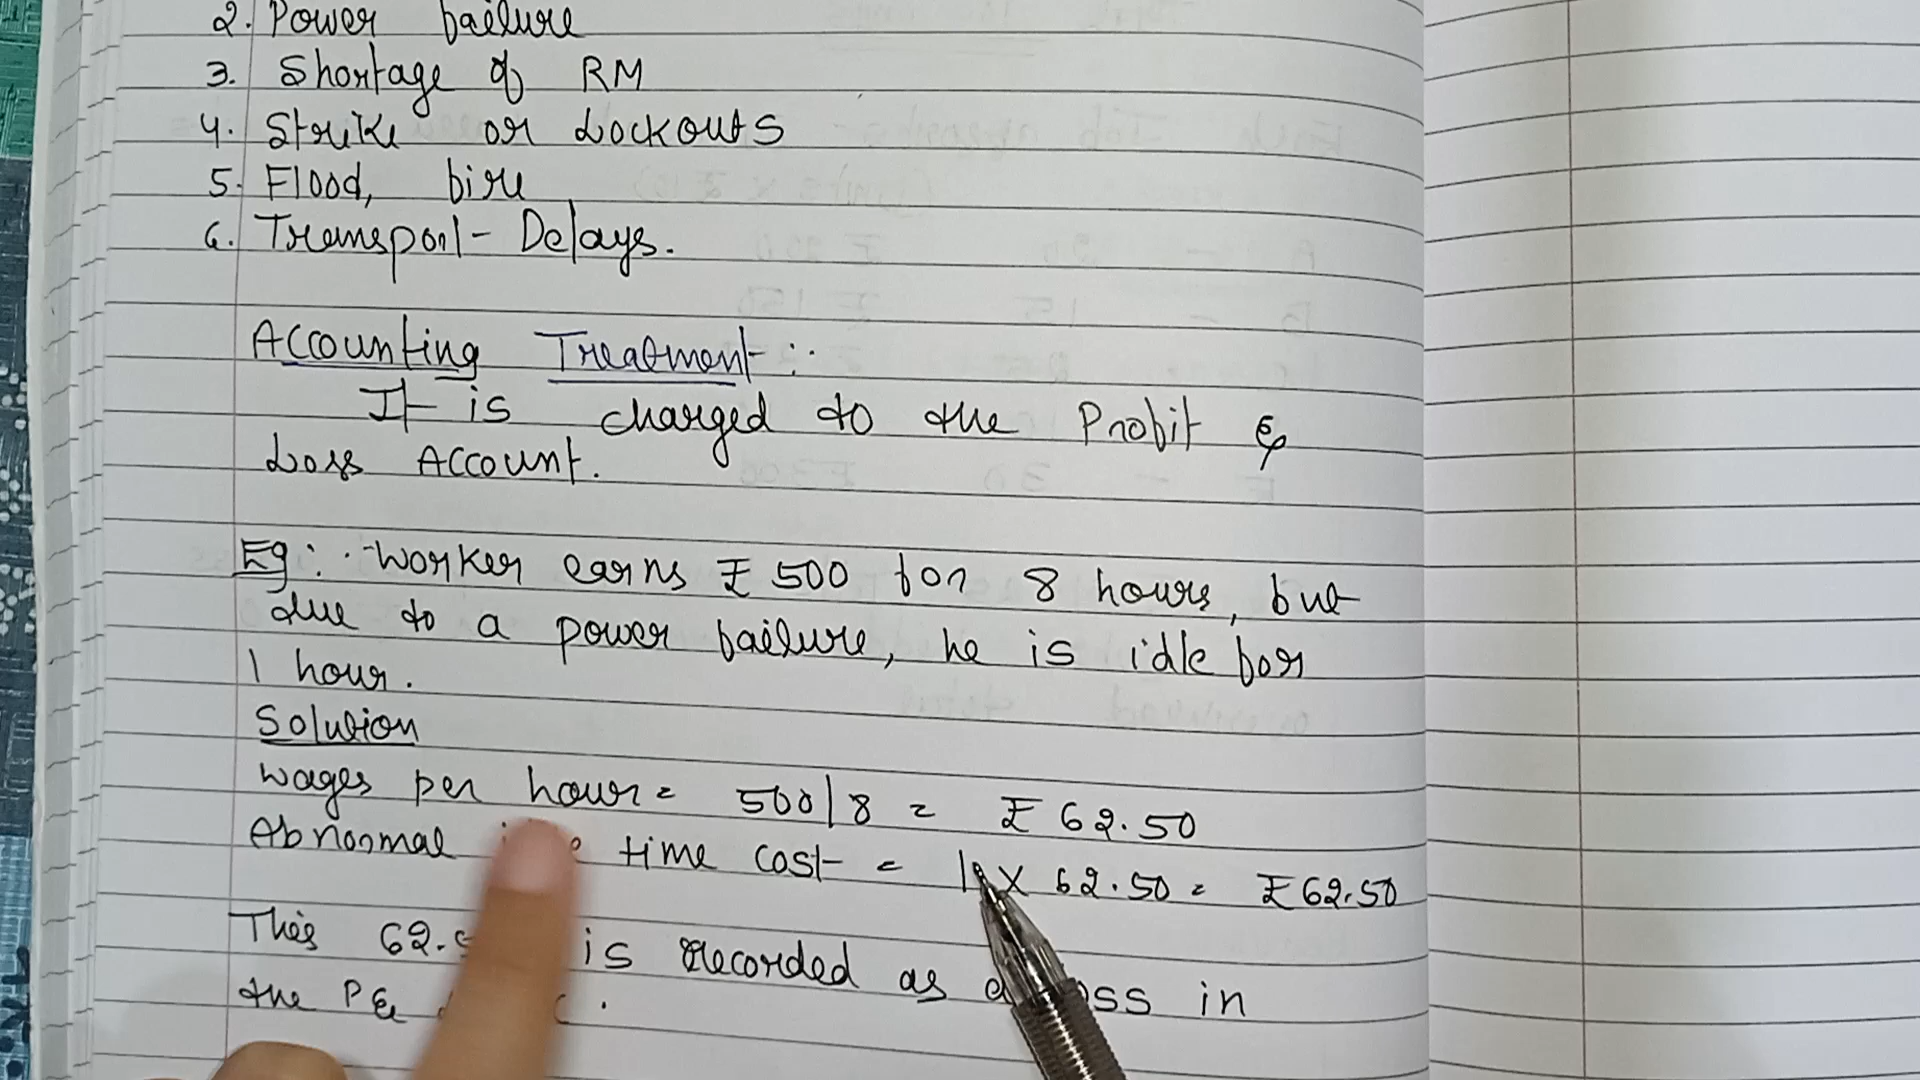 2. Power failure
3. Shortage of RM
4. Strike or Lockouts
5. Flood, fire
6. Transport Delays.
Accounting Treatment:
It is charged to the Profit &
Loss Account.
Eg: Worker earns ₹ 500 for 8 hours, but
due to a power failure, he is idle for
1 hour.
Solution
Wages per hour = 500/8 = ₹ 62.50
Abnormal time cost = 1 x 62.50 = ₹ 62.50
This is recorded as a loss in
the P&